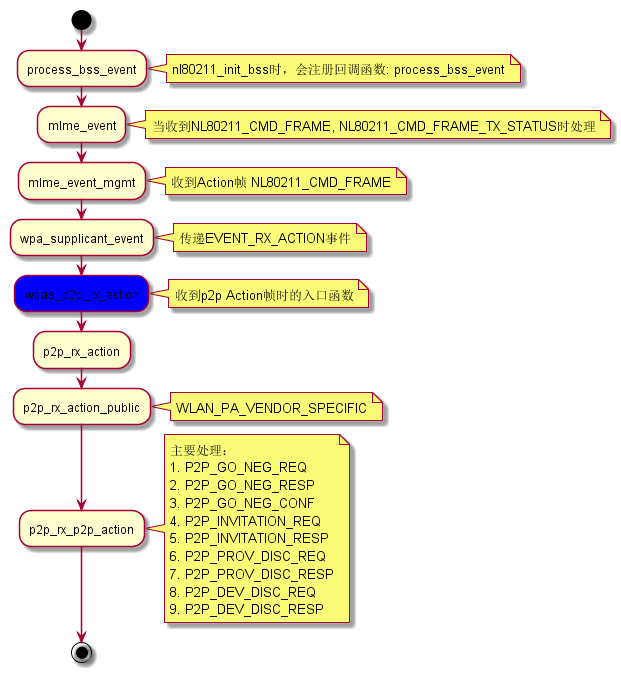 process_bss_event
nl80211_init_bss时，会注册回调函数: process_bss_event
mlme_event
当收到NL80211_CMD_FRAME, NL80211_CMD_FRAME_TX_STATUS时处理
mlme_event_mgmt
收到Action帧 NL80211_CMD_FRAME
wpa_supplicant_event
传递EVENT_RX_ACTION事件
wpas_p2p_rx_action
收到p2p Action帧时的入口函数
p2p_rx_action
p2p_rx_action_public
WLAN_PA_VENDOR_SPECIFIC
p2p_rx_p2p_action
主要处理：
1. P2P_GO_NEG_REQ
2. P2P_GO_NEG_RESP
3. P2P_GO_NEG_CONF
4. P2P_INVITATION_REQ
5. P2P_INVITATION_RESP
6. P2P_PROV_DISC_REQ
7. P2P_PROV_DISC_RESP
8. P2P_DEV_DISC_REQ
9. P2P_DEV_DISC_RESP